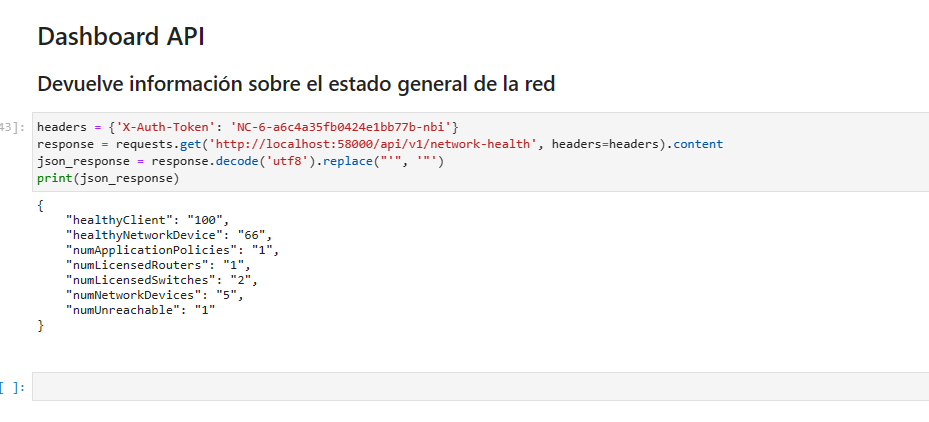 Dashboard API
Devuelve información sobre el estado general de la red
43]:
headers = {'X-Auth-Token': 'NC-6-a6c4a35fb0424e1bb77b-nbi'}
response = requests.get('http://localhost:58000/api/v1/network-health', headers=headers).content
json_response = response.decode('utf8').replace("'", '"')
print(json_response)
{
    "healthyClient": "100",
    "healthyNetworkDevice": "66",
    "numApplicationPolicies": "1",
    "numLicensedRouters": "1",
    "numLicensedSwitches": "2",
    "numNetworkDevices": "5",
    "numUnreachable": "1"
}
[ ]: